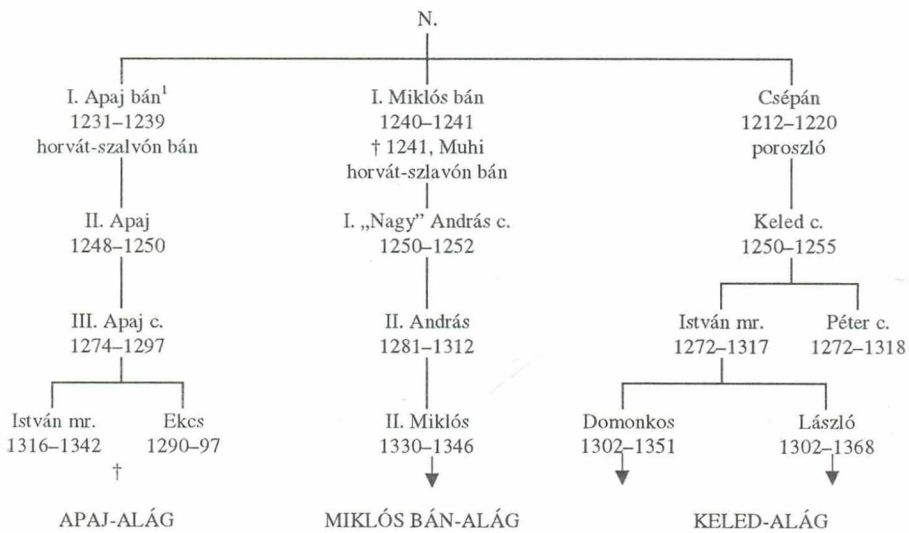 N.
I. Apaj bán¹
1231–1239
horvát-szalvón bán
I. Miklós bán
1240–1241
† 1241, Muhi
horvát-szlavón bán
Csépán
1212–1220
poroszló
II. Apaj
1248–1250
I. „Nagy” András c.
1250–1252
Keled c.
1250–1255
III. Apaj c.
1274–1297
II. András
1281–1312
István mr.
1272–1317
Péter c.
1272–1318
István mr.
1316–1342
†
Ekcs
1290–97
II. Miklós
1330–1346
Domonkos
1302–1351
László
1302–1368
APAJ-ALÁG
MIKLÓS BÁN-ALÁG
KELED-ALÁG